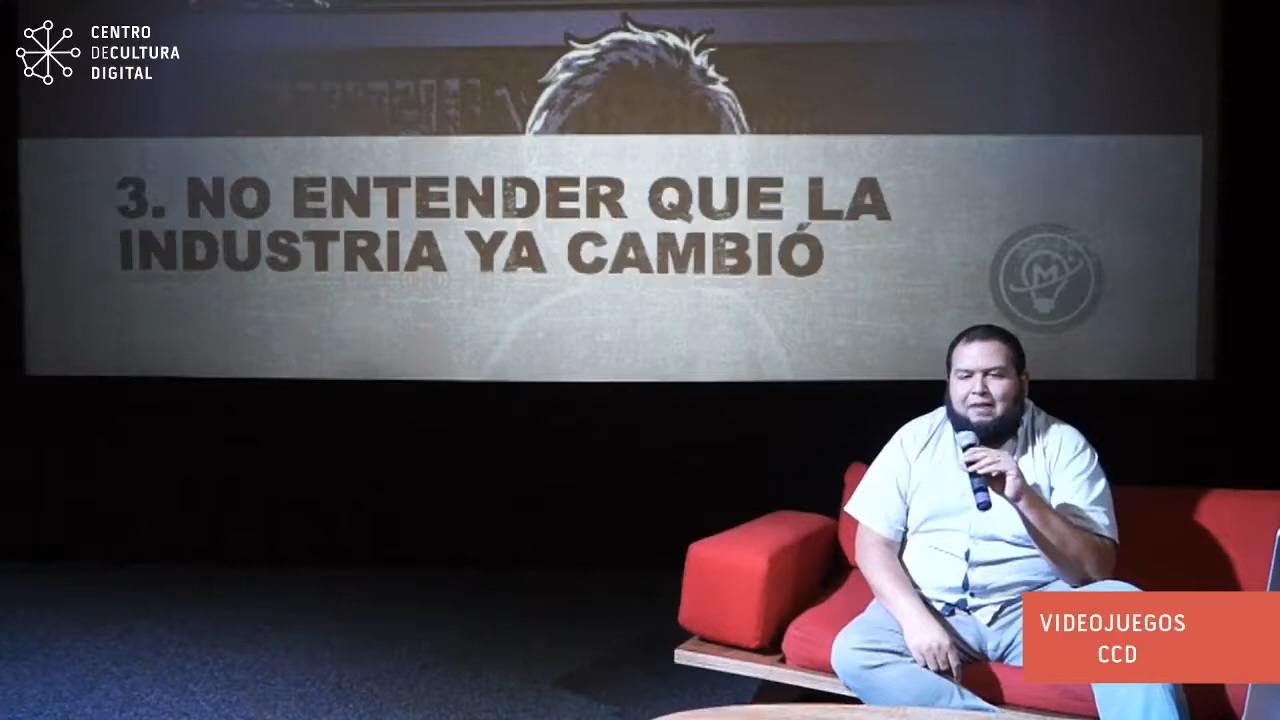 CENTRO
DECULTURA
DIGITAL
3. NO ENTENDER QUE LA
INDUSTRIA YA CAMBIÓ
M
VIDEOJUEGOS
CCD